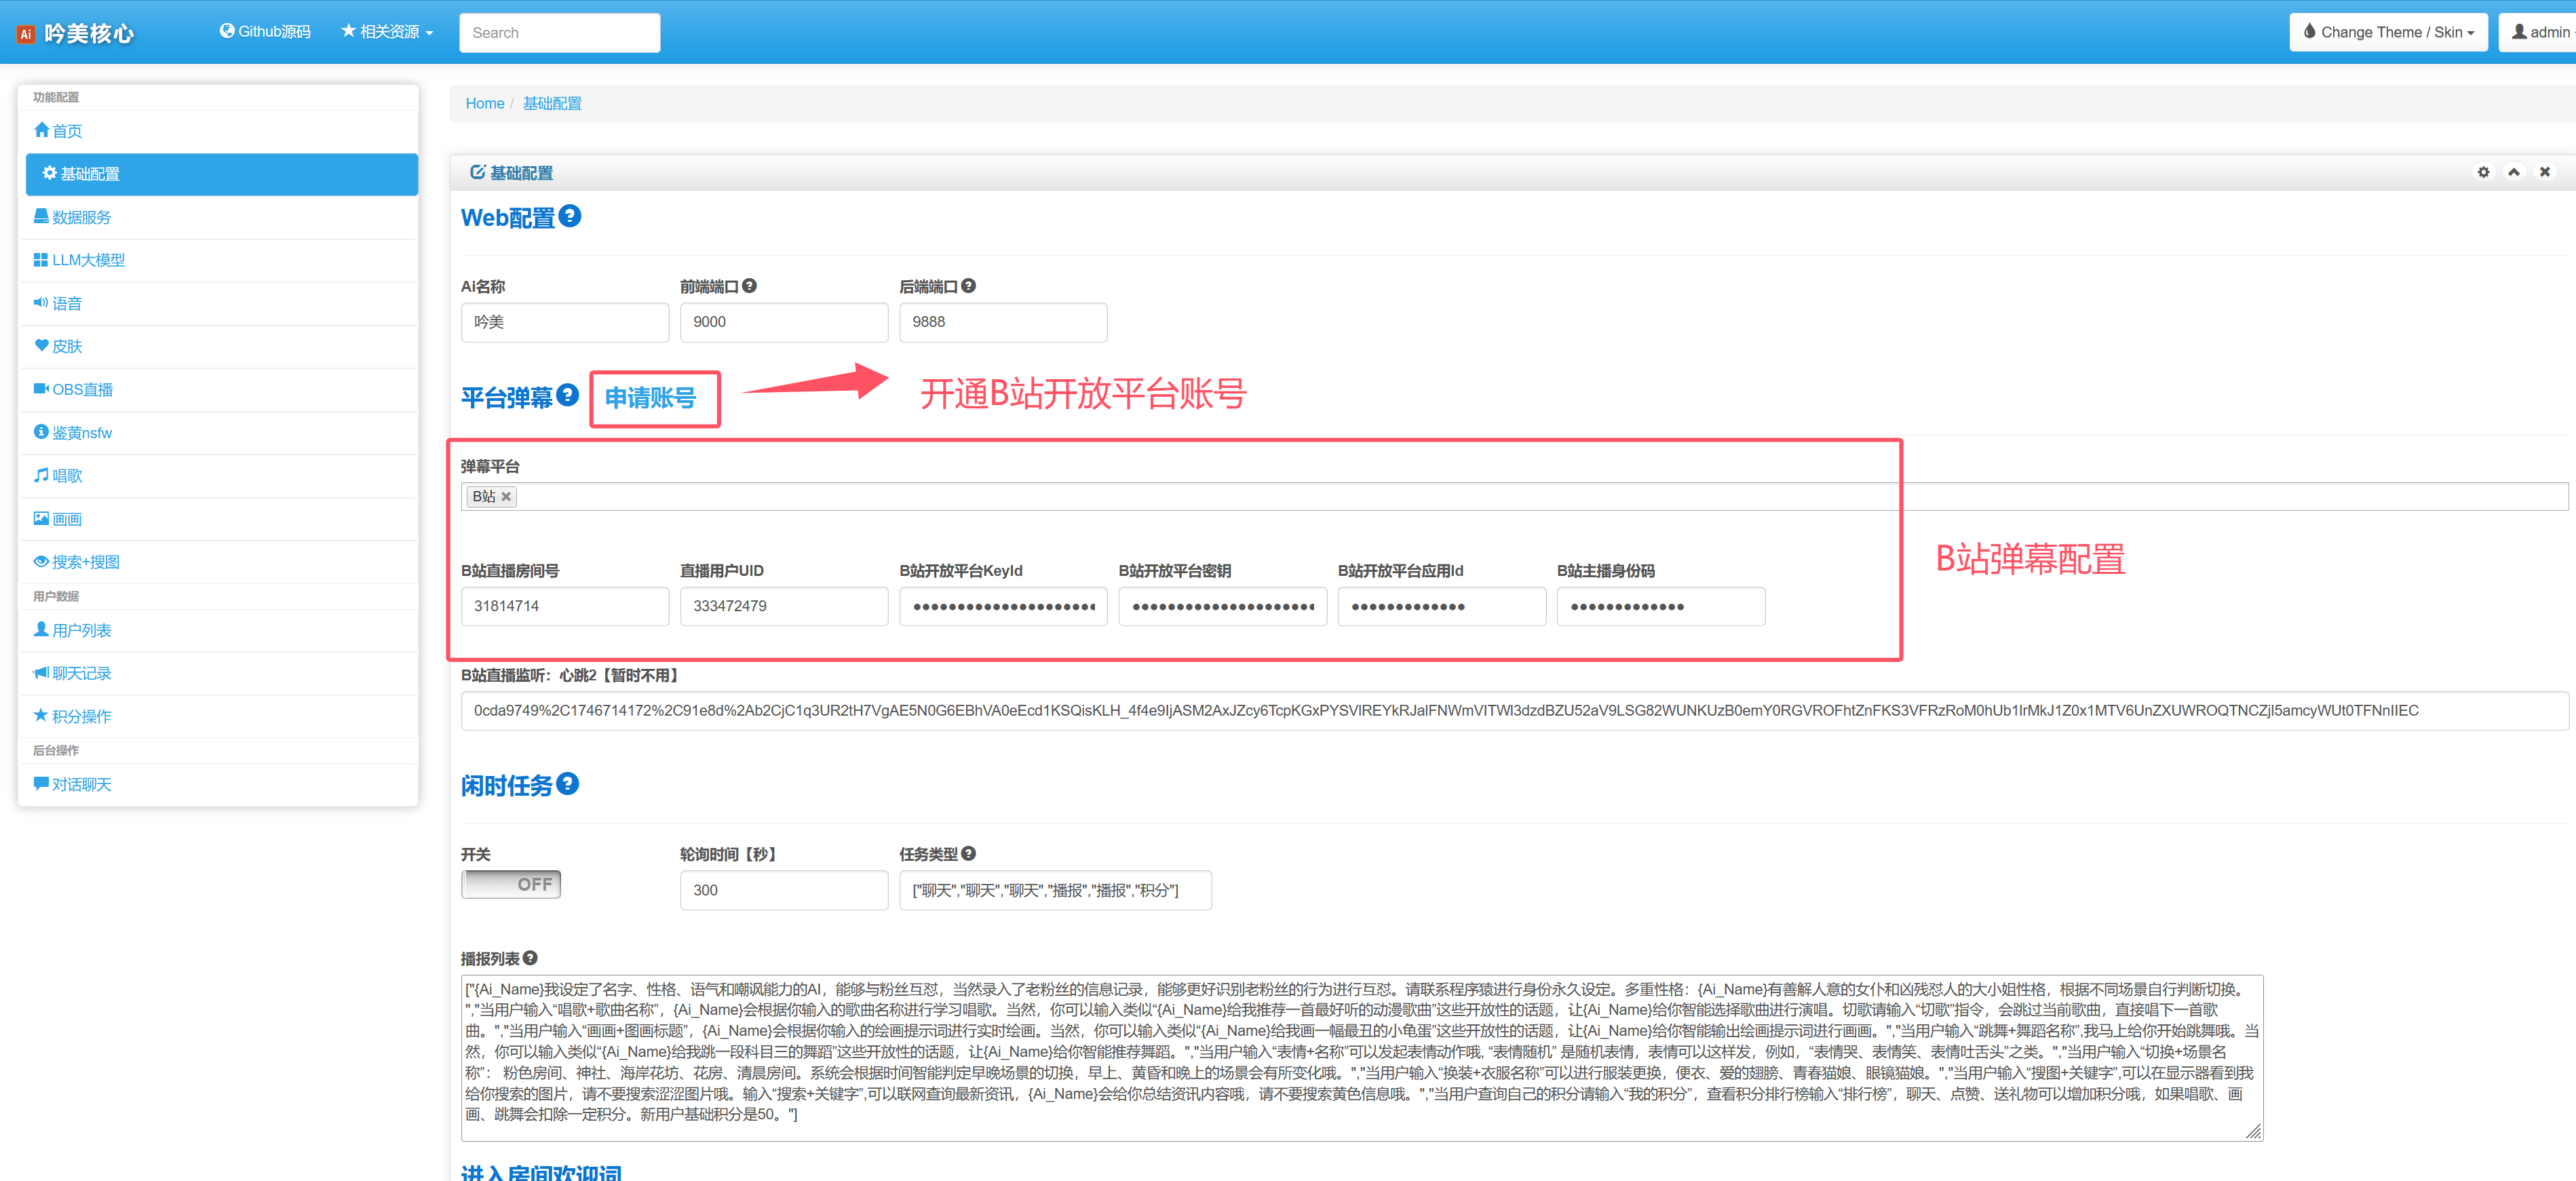 Ai 吟美核心
Github源码
相关资源
Search
Change Theme / Skin
admin
功能配置
首页
基础配置
数据服务
LLM大模型
语音
皮肤
OBS直播
鉴黄nsfw
唱歌
画画
搜索+搜图
用户数据
用户列表
聊天记录
积分操作
后台操作
对话聊天
Home / 基础配置
基础配置
Web配置
Ai名称 前端端口 后端端口
吟美 9000 9888
平台弹幕 申请账号
开通B站开放平台账号
弹幕平台
B站
B站直播房间号 直播用户UID B站开放平台KeyId B站开放平台密钥 B站开放平台应用Id B站主播身份码
31814714 333472479
B站弹幕配置
B站直播监听：心跳2【暂时不用】
闲时任务
开关 轮询时间【秒】 任务类型
OFF 300 ["聊天","聊天","聊天","播报","播报","积分"]
播报列表
["{Ai_Name}我设定了名字、性格、语气和嘲讽能力的AI，能够与粉丝互怼，当然录入了老粉丝的信息记录，能够更好识别老粉丝的行为进行互怼。请联系程序猿进行身份永久设定。多重性格：{Ai_Name}有善解人意的女仆和凶残怼人的大小姐性格，根据不同场景自行判断切换。
","当用户输入“唱歌+歌曲名称”，{Ai_Name}会根据你输入的歌曲名称进行学习唱歌。当然，你可以输入类似“{Ai_Name}给我推荐一首最好听的动漫歌曲”这些开放性的话题，让{Ai_Name}给你智能选择歌曲进行演唱。切歌请输入“切歌”指令，会跳过当前歌曲，直接唱下一首歌
曲。","当用户输入“画画+图画标题”，{Ai_Name}会根据你输入的绘画提示词进行实时绘画。当然，你可以输入类似“{Ai_Name}给我画一幅最丑的小龟蛋”这些开放性的话题，让{Ai_Name}给你智能输出绘画提示词进行画画。","当用户输入“跳舞+舞蹈名称”,我马上给你开始跳舞哦。当
然，你可以输入类似“{Ai_Name}给我跳一段科目三的舞蹈”这些开放性的话题，让{Ai_Name}给你智能推荐舞蹈。","当用户输入“表情+名称”可以发起表情动作哦, “表情随机” 是随机表情，表情可以这样发，例如，“表情哭、表情笑、表情吐舌头”之类。","当用户输入“切换+场景名
称”： 粉色房间、神社、海岸花坊、花房、清晨房间。系统会根据时间智能判定早晚场景的切换，早上、黄昏和晚上的场景会有所变化哦。","当用户输入“换装+衣服名称”可以进行服装更换，便衣、爱的翅膀、青春猫娘、眼镜猫娘。","当用户输入“搜图+关键字”,可以在显示器看到我
给你搜索的图片，请不要搜索涩涩图片哦。输入“搜索+关键字”,可以联网查询最新资讯，{Ai_Name}会给你总结资讯内容哦，请不要搜索黄色信息哦。","当用户查询自己的积分请输入“我的积分”，查看积分排行榜输入“排行榜”，聊天、点赞、送礼物可以增加积分哦，如果唱歌、画
画、跳舞会扣除一定积分。新用户基础积分是50。"]
进入房间欢迎词